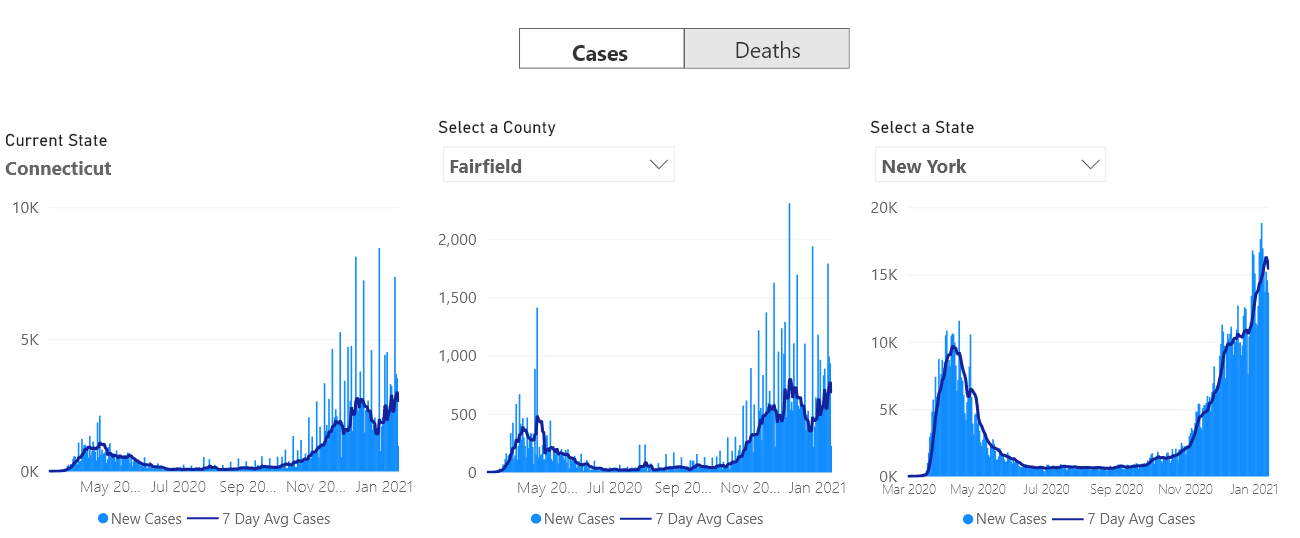 Cases Deaths
Current State
Connecticut
10K
5K
0K
May 20... Jul 2020 Sep 20... Nov 20... Jan 2021
New Cases 7 Day Avg Cases
Select a County
Fairfield
2,000
1,500
1,000
500
0
May 20... Jul 2020 Sep 20... Nov 20... Jan 2021
New Cases 7 Day Avg Cases
Select a State
New York
20K
15K
10K
5K
0K
Mar 2020 May 2020 Jul 2020 Sep 2020 Nov 2020 Jan 2021
New Cases 7 Day Avg Cases